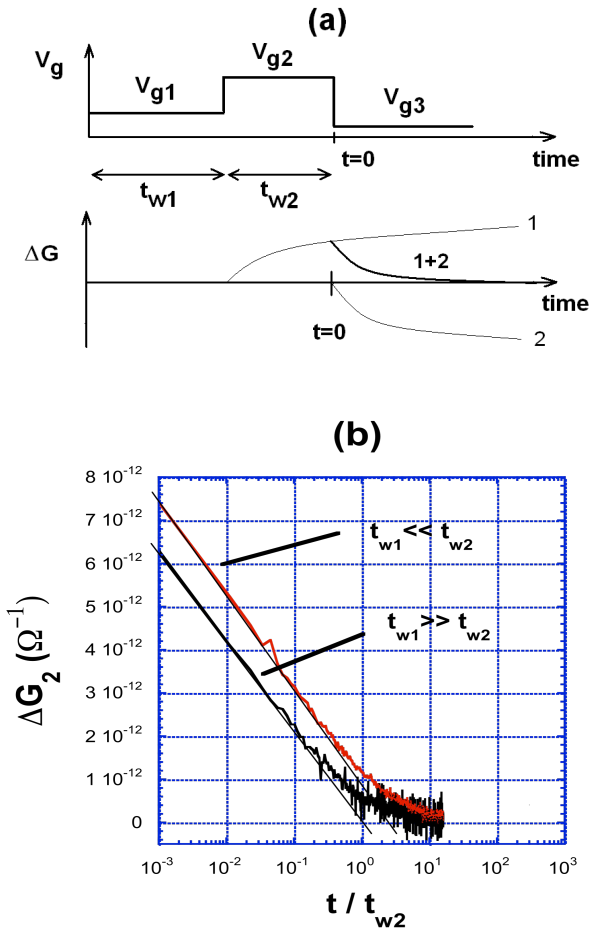 (a)
Vg
Vg1
Vg2
Vg3
t=0
time
tw1
tw2
ΔG
1
1+2
time
t=0
2
(b)
8 10⁻¹²
7 10⁻¹²
6 10⁻¹²
5 10⁻¹²
4 10⁻¹²
3 10⁻¹²
2 10⁻¹²
1 10⁻¹²
0
ΔG₂ (Ω⁻¹)
tw1<< tw2
tw1>> tw2
10⁻³ 10⁻² 10⁻¹ 10⁰ 10¹ 10² 10³
t / tw2